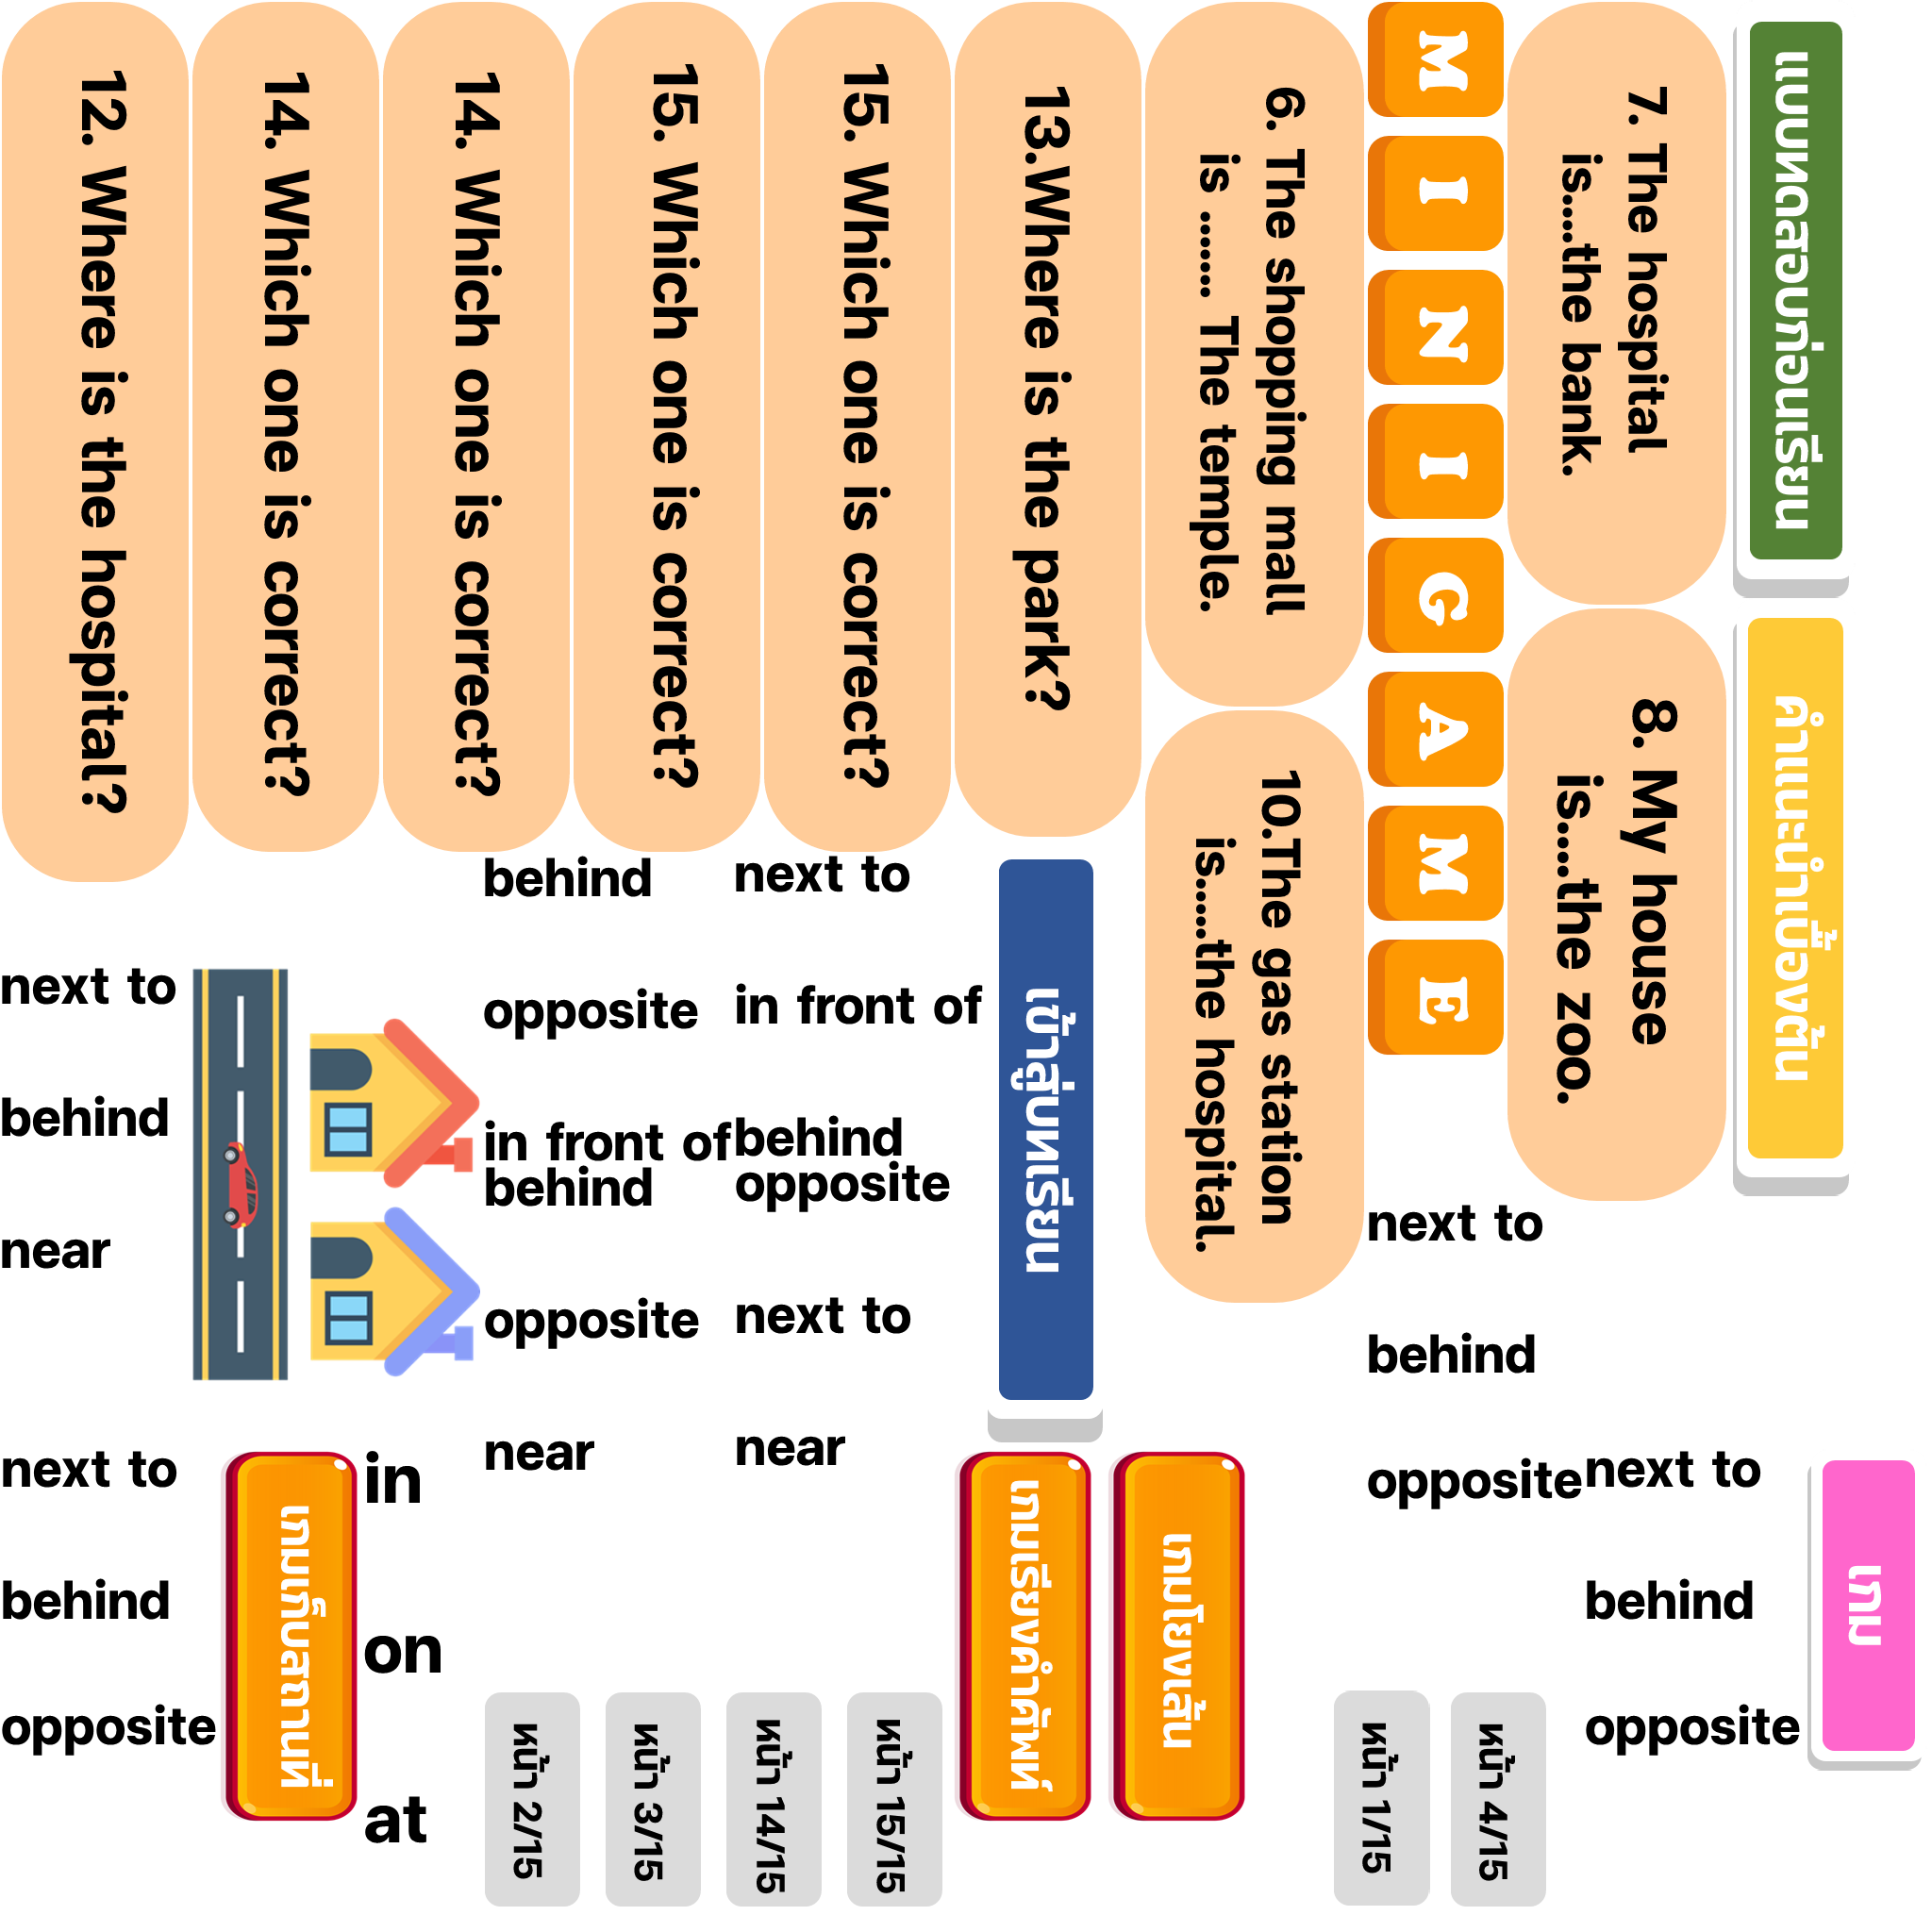 12. Where is the hospital?
14. Which one is correct?
14. Which one is correct?
15. Which one is correct?
15. Which one is correct?
13.Where is the park?
6. The shopping mall
is ....... The temple.
MINIGAME
7. The hospital
is....the bank.
แบบทดสอบก่อนเรียน
8. My house
is....the zoo.
คำแนะนำเบื้องต้น
10.The gas station
is.....the hospital.
เข้าสู่บทเรียน
behind
opposite
in front of
next to
in front of
behind
next to
behind
near
behind
opposite
near
opposite
next to
near
next to
behind
opposite
next to
behind
opposite
เกมเก็บสถานที่
in
on
at
หน้า 2/15
หน้า 3/15
หน้า 14/15
หน้า 15/15
เกมเรียงคำศัพท์
เกมโยงเส้น
หน้า 1/15
หน้า 4/15
next to
behind
opposite
เกม